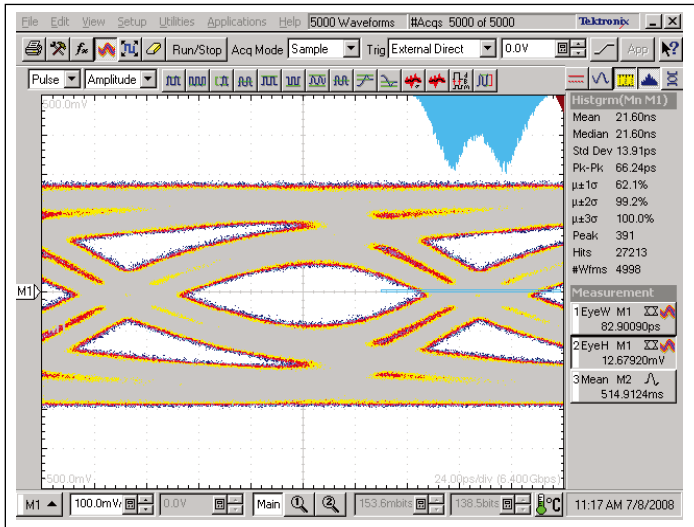 File Edit View Setup Utilities Applications Help 5000 Waveforms #Acqs 5000 of 5000 Tektronix
Run/Stop Acq Mode Sample Trig External Direct 0.0V App
Pulse Amplitude
500.0mV
Histgrm(Mn M1)
Mean 21.60ns
Median 21.60ns
Std Dev 13.91ps
Pk-Pk 66.24ps
µ±1σ 62.1%
µ±2σ 99.2%
µ±3σ 100.0%
Peak 391
Hits 27213
#Wfms 4998
M1
Measurement
1 EyeW M1
82.90090ps
2 EyeH M1
12.67920mV
3 Mean M2
514.9124ms
-500.0mV
24.00ps/div (6.400Gbps)
M1 100.0mV/ 0.0V Main 1 2 153.6mbits 138.5bits °C 11:17 AM 7/8/2008